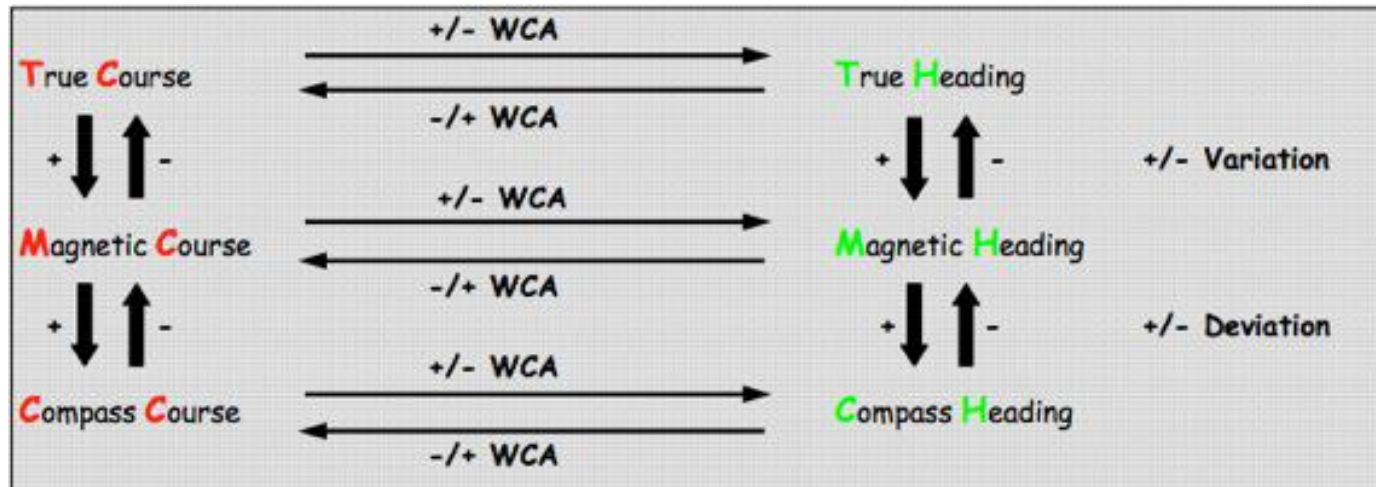 +/- WCA
True Course True Heading
-/+ WCA
+ - + - +/- Variation
+/- WCA
Magnetic Course Magnetic Heading
-/+ WCA
+ - + - +/- Deviation
+/- WCA
Compass Course Compass Heading
-/+ WCA